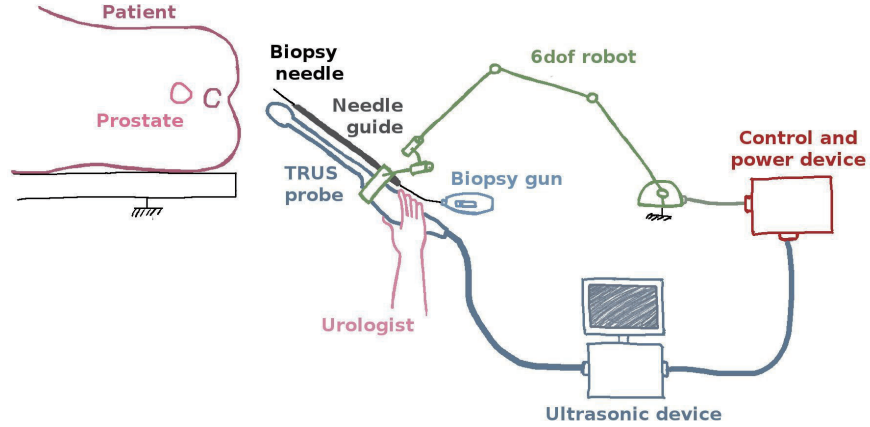 Patient
Biopsy
needle
6dof robot
Needle
guide
Prostate
Control and
power device
TRUS
probe
Biopsy gun
Urologist
Ultrasonic device